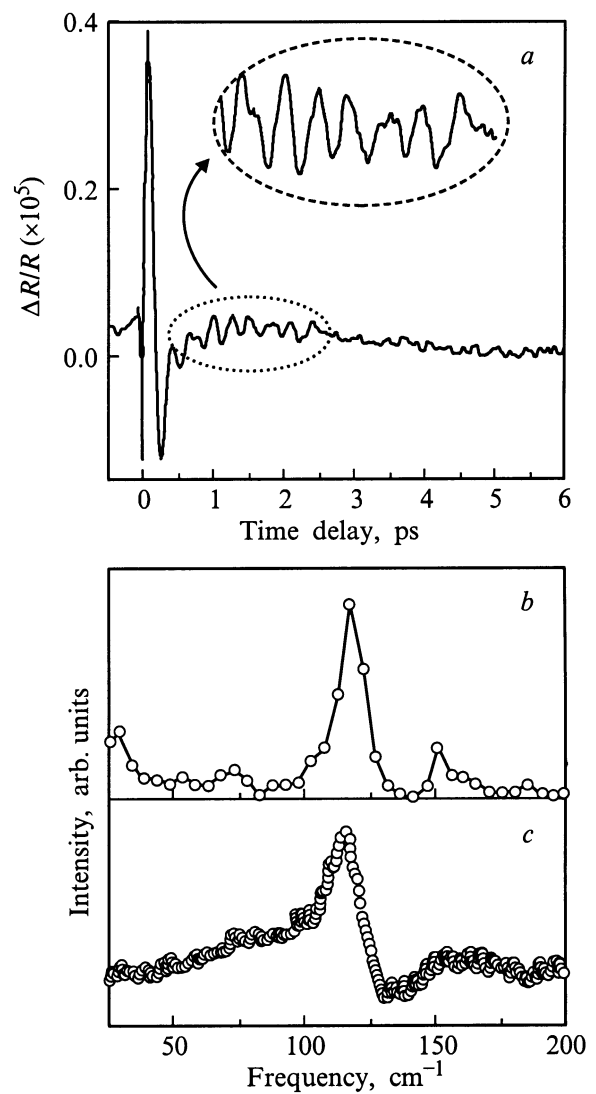 0.4
a
0.2
0.0
ΔR/R (×10⁵)
0 1 2 3 4 5 6
Time delay, ps
b
c
Intensity, arb. units
50 100 150 200
Frequency, cm⁻¹